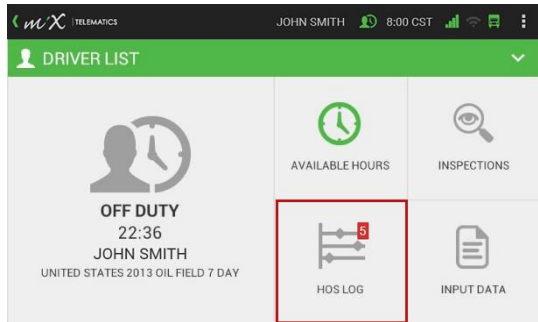 miX TELEMATICS JOHN SMITH 8:00 CST
DRIVER LIST
OFF DUTY
22:36
JOHN SMITH
UNITED STATES 2013 OIL FIELD 7 DAY
AVAILABLE HOURS
INSPECTIONS
5
HOS LOG
INPUT DATA